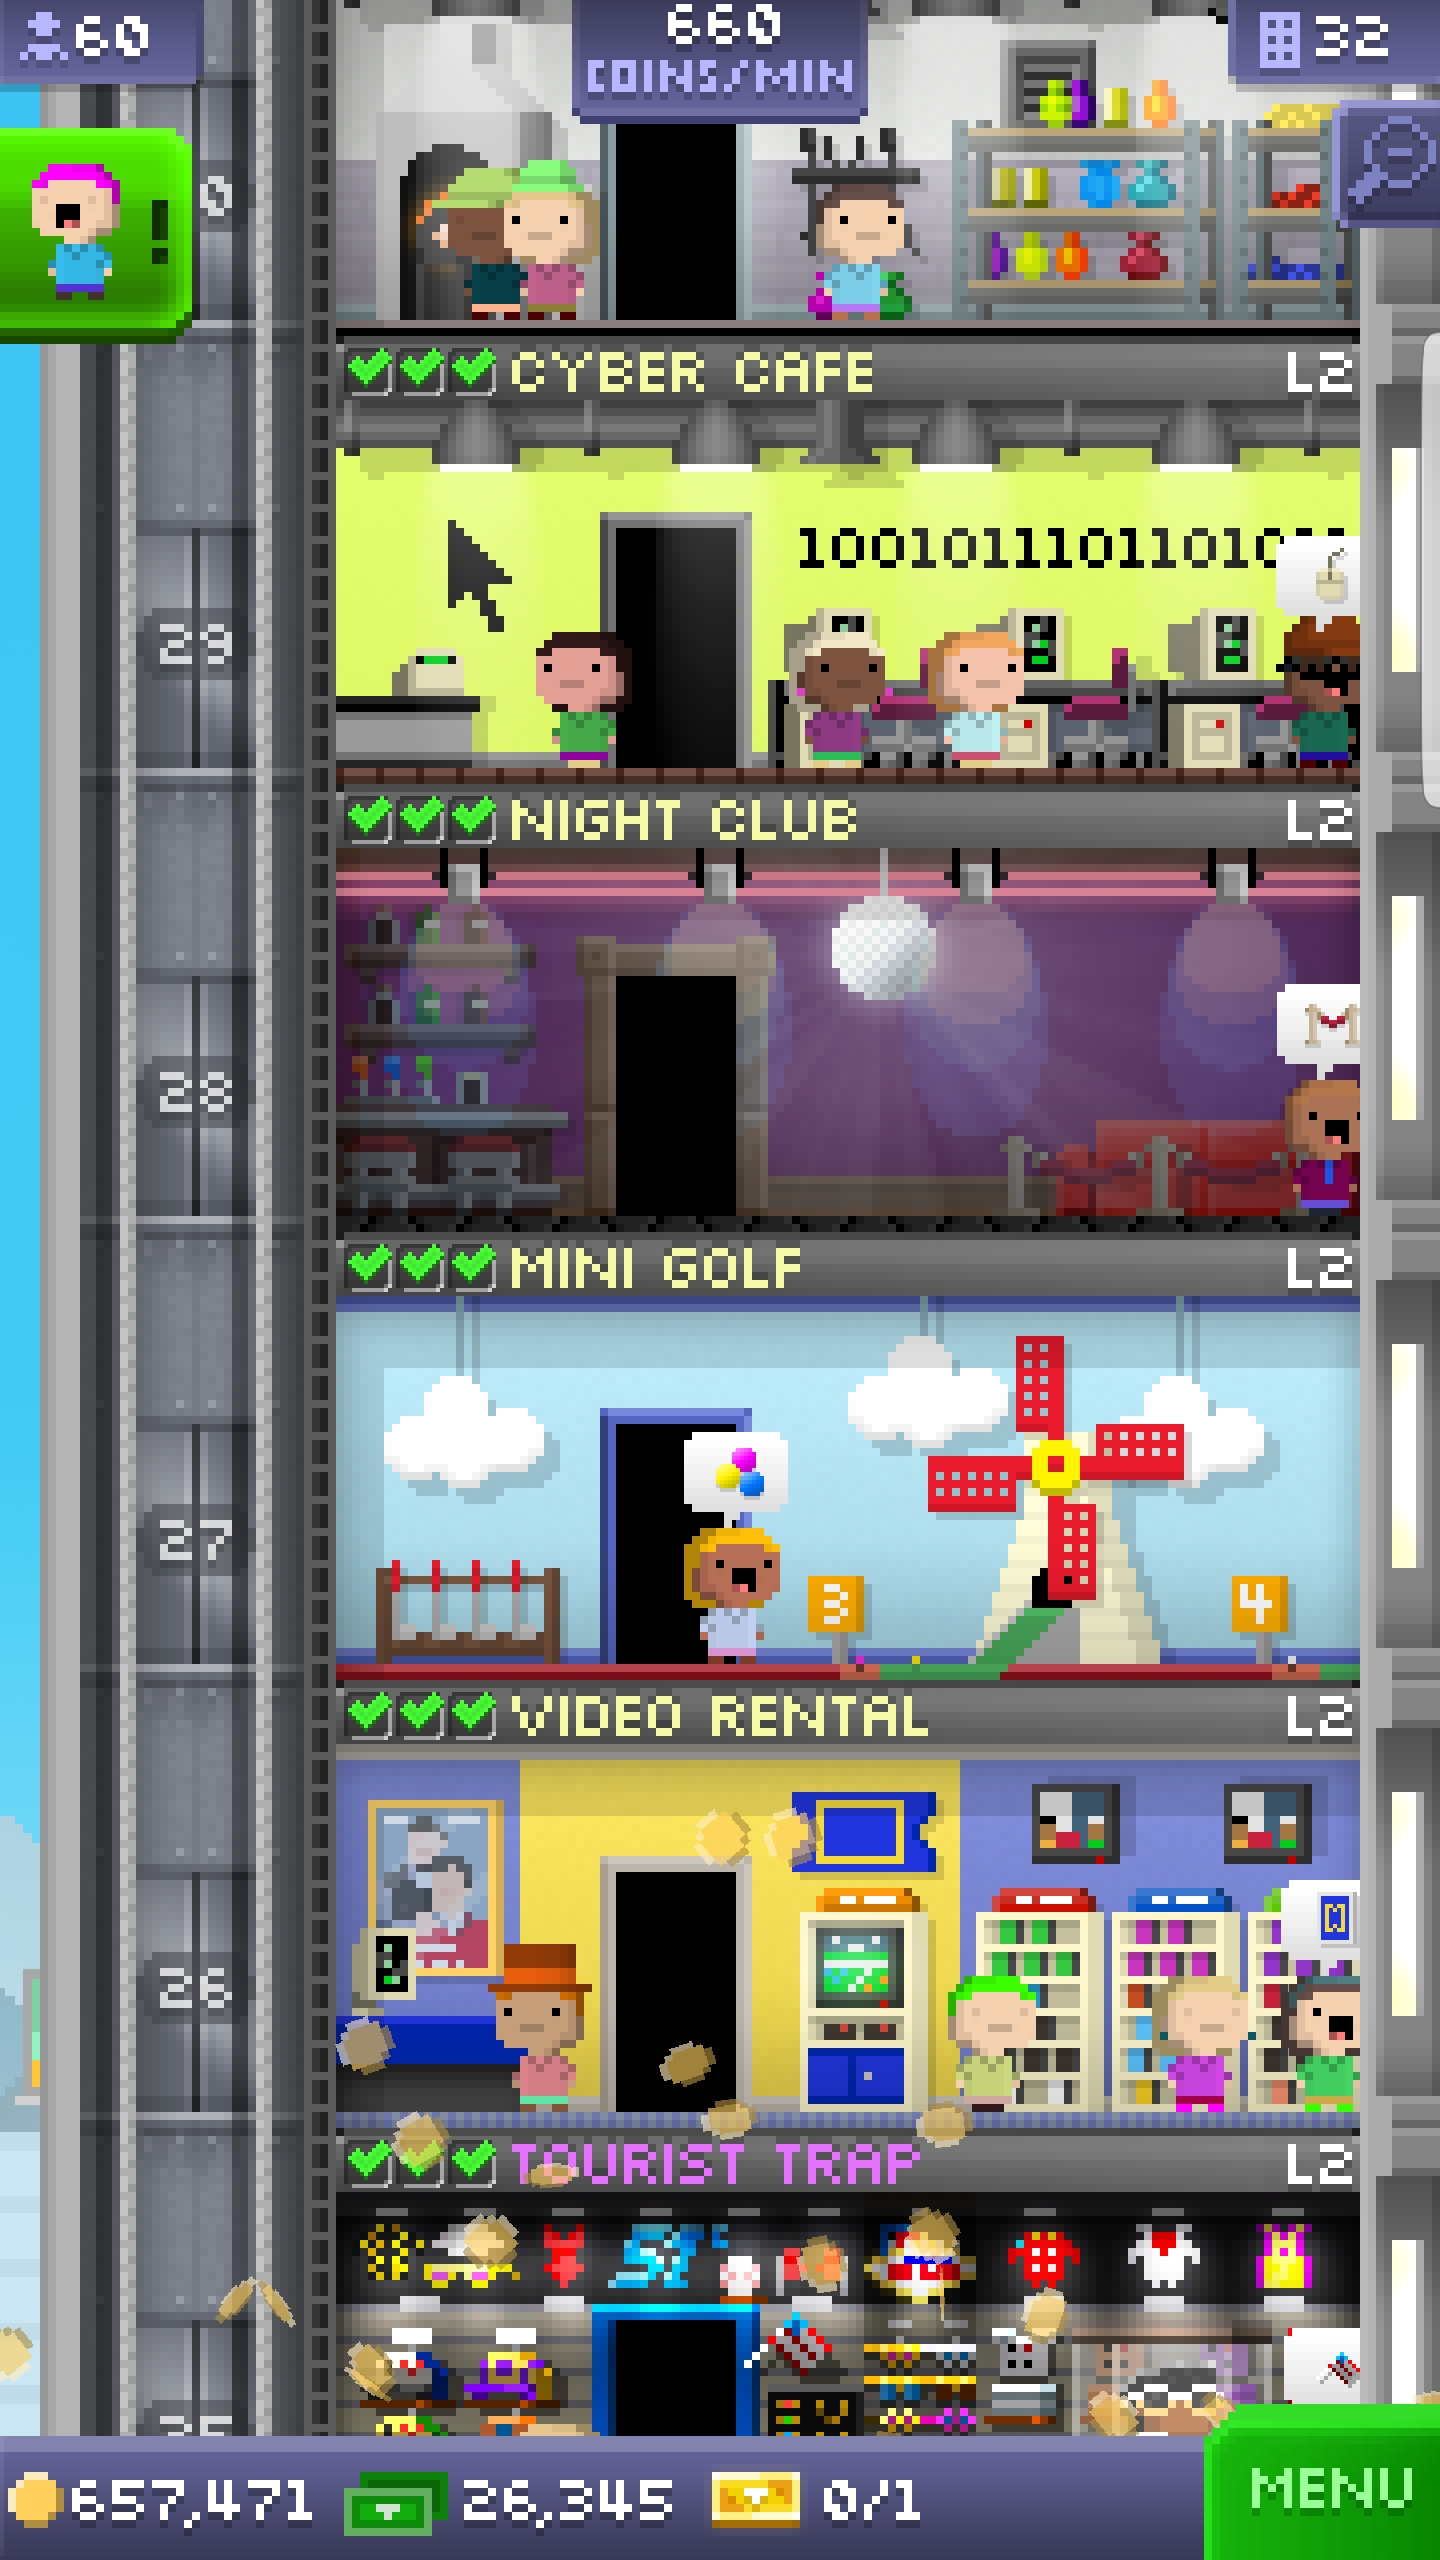 60
660
COINS/MIN
32
0
!
CYBER CAFE L2
10010111011010
29
NIGHT CLUB L2
28
MINI GOLF L2
27
3
4
VIDEO RENTAL L2
26
TOURIST TRAP L2
657,471 26,345 0/1
MENU